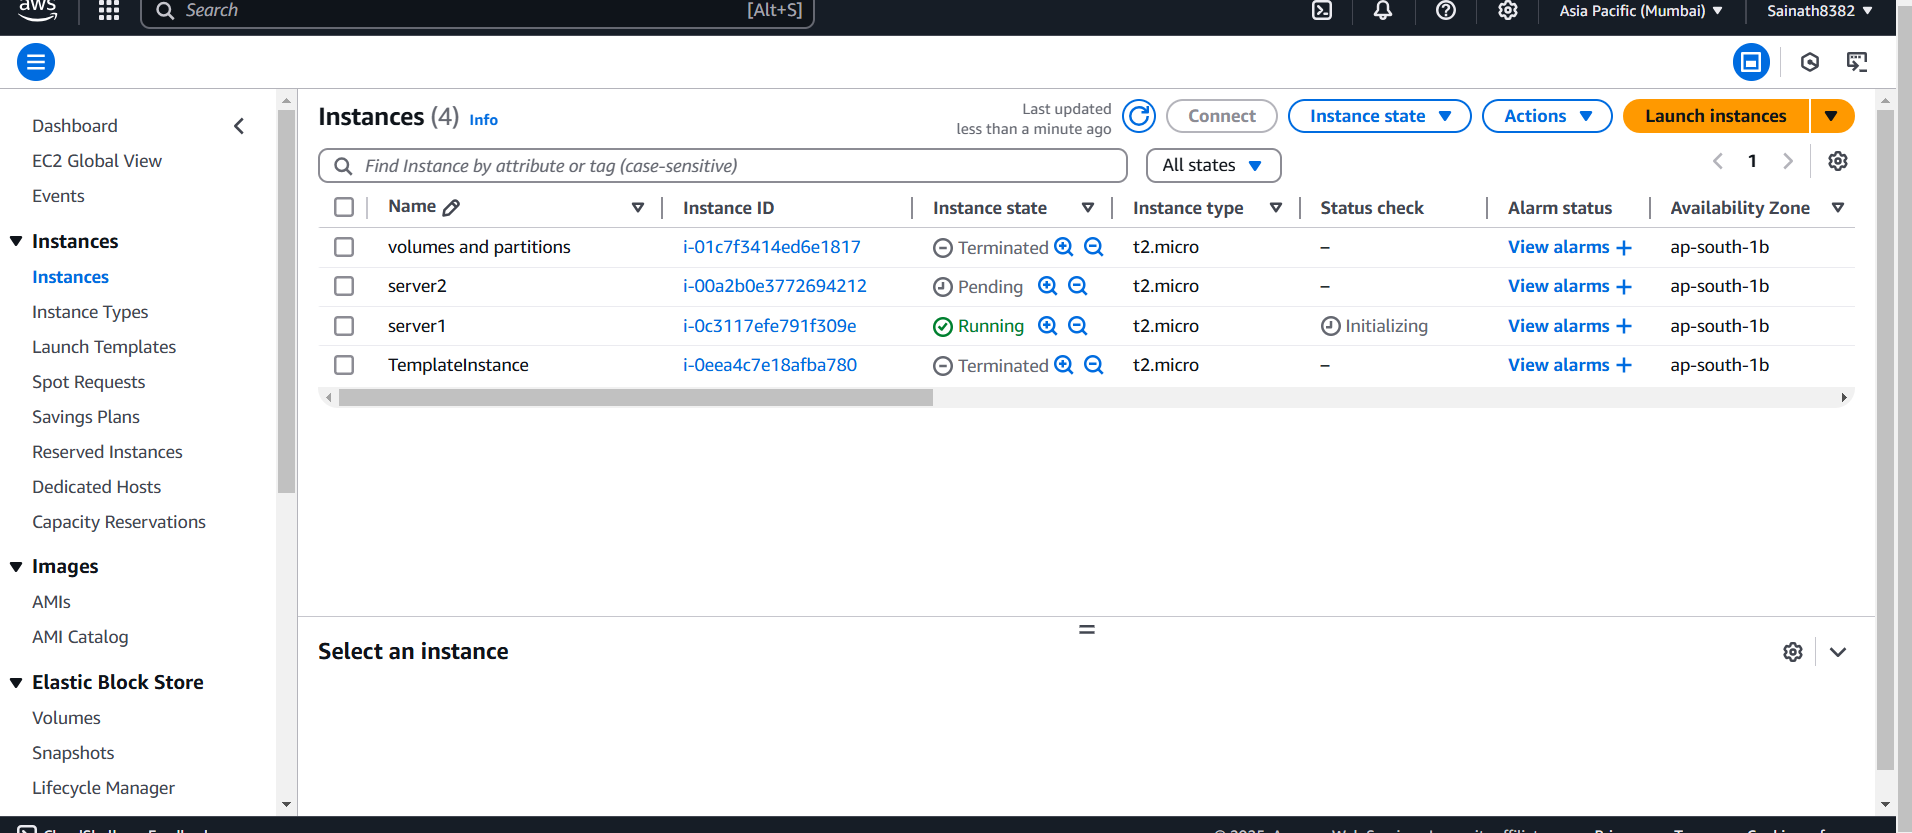 aws
Search [Alt+S]
Asia Pacific (Mumbai) Sainath8382
Dashboard
EC2 Global View
Events
Instances
Instances
Instance Types
Launch Templates
Spot Requests
Savings Plans
Reserved Instances
Dedicated Hosts
Capacity Reservations
Images
AMIs
AMI Catalog
Elastic Block Store
Volumes
Snapshots
Lifecycle Manager
Instances (4) Info
Last updated
less than a minute ago
Connect Instance state Actions Launch instances
Find Instance by attribute or tag (case-sensitive)
All states
1
Name Instance ID Instance state Instance type Status check Alarm status Availability Zone
volumes and partitions i-01c7f3414ed6e1817 Terminated t2.micro – View alarms + ap-south-1b
server2 i-00a2b0e3772694212 Pending t2.micro – View alarms + ap-south-1b
server1 i-0c3117efe791f309e Running t2.micro Initializing View alarms + ap-south-1b
TemplateInstance i-0eea4c7e18afba780 Terminated t2.micro – View alarms + ap-south-1b
Select an instance